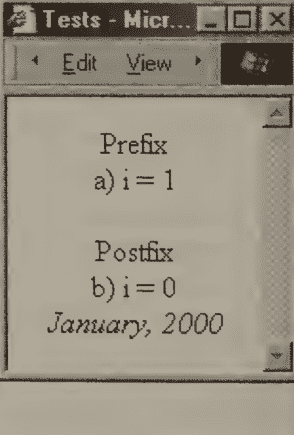 Tests - Micr...
Edit View
Prefix
a) i = 1
Postfix
b) i = 0
January, 2000